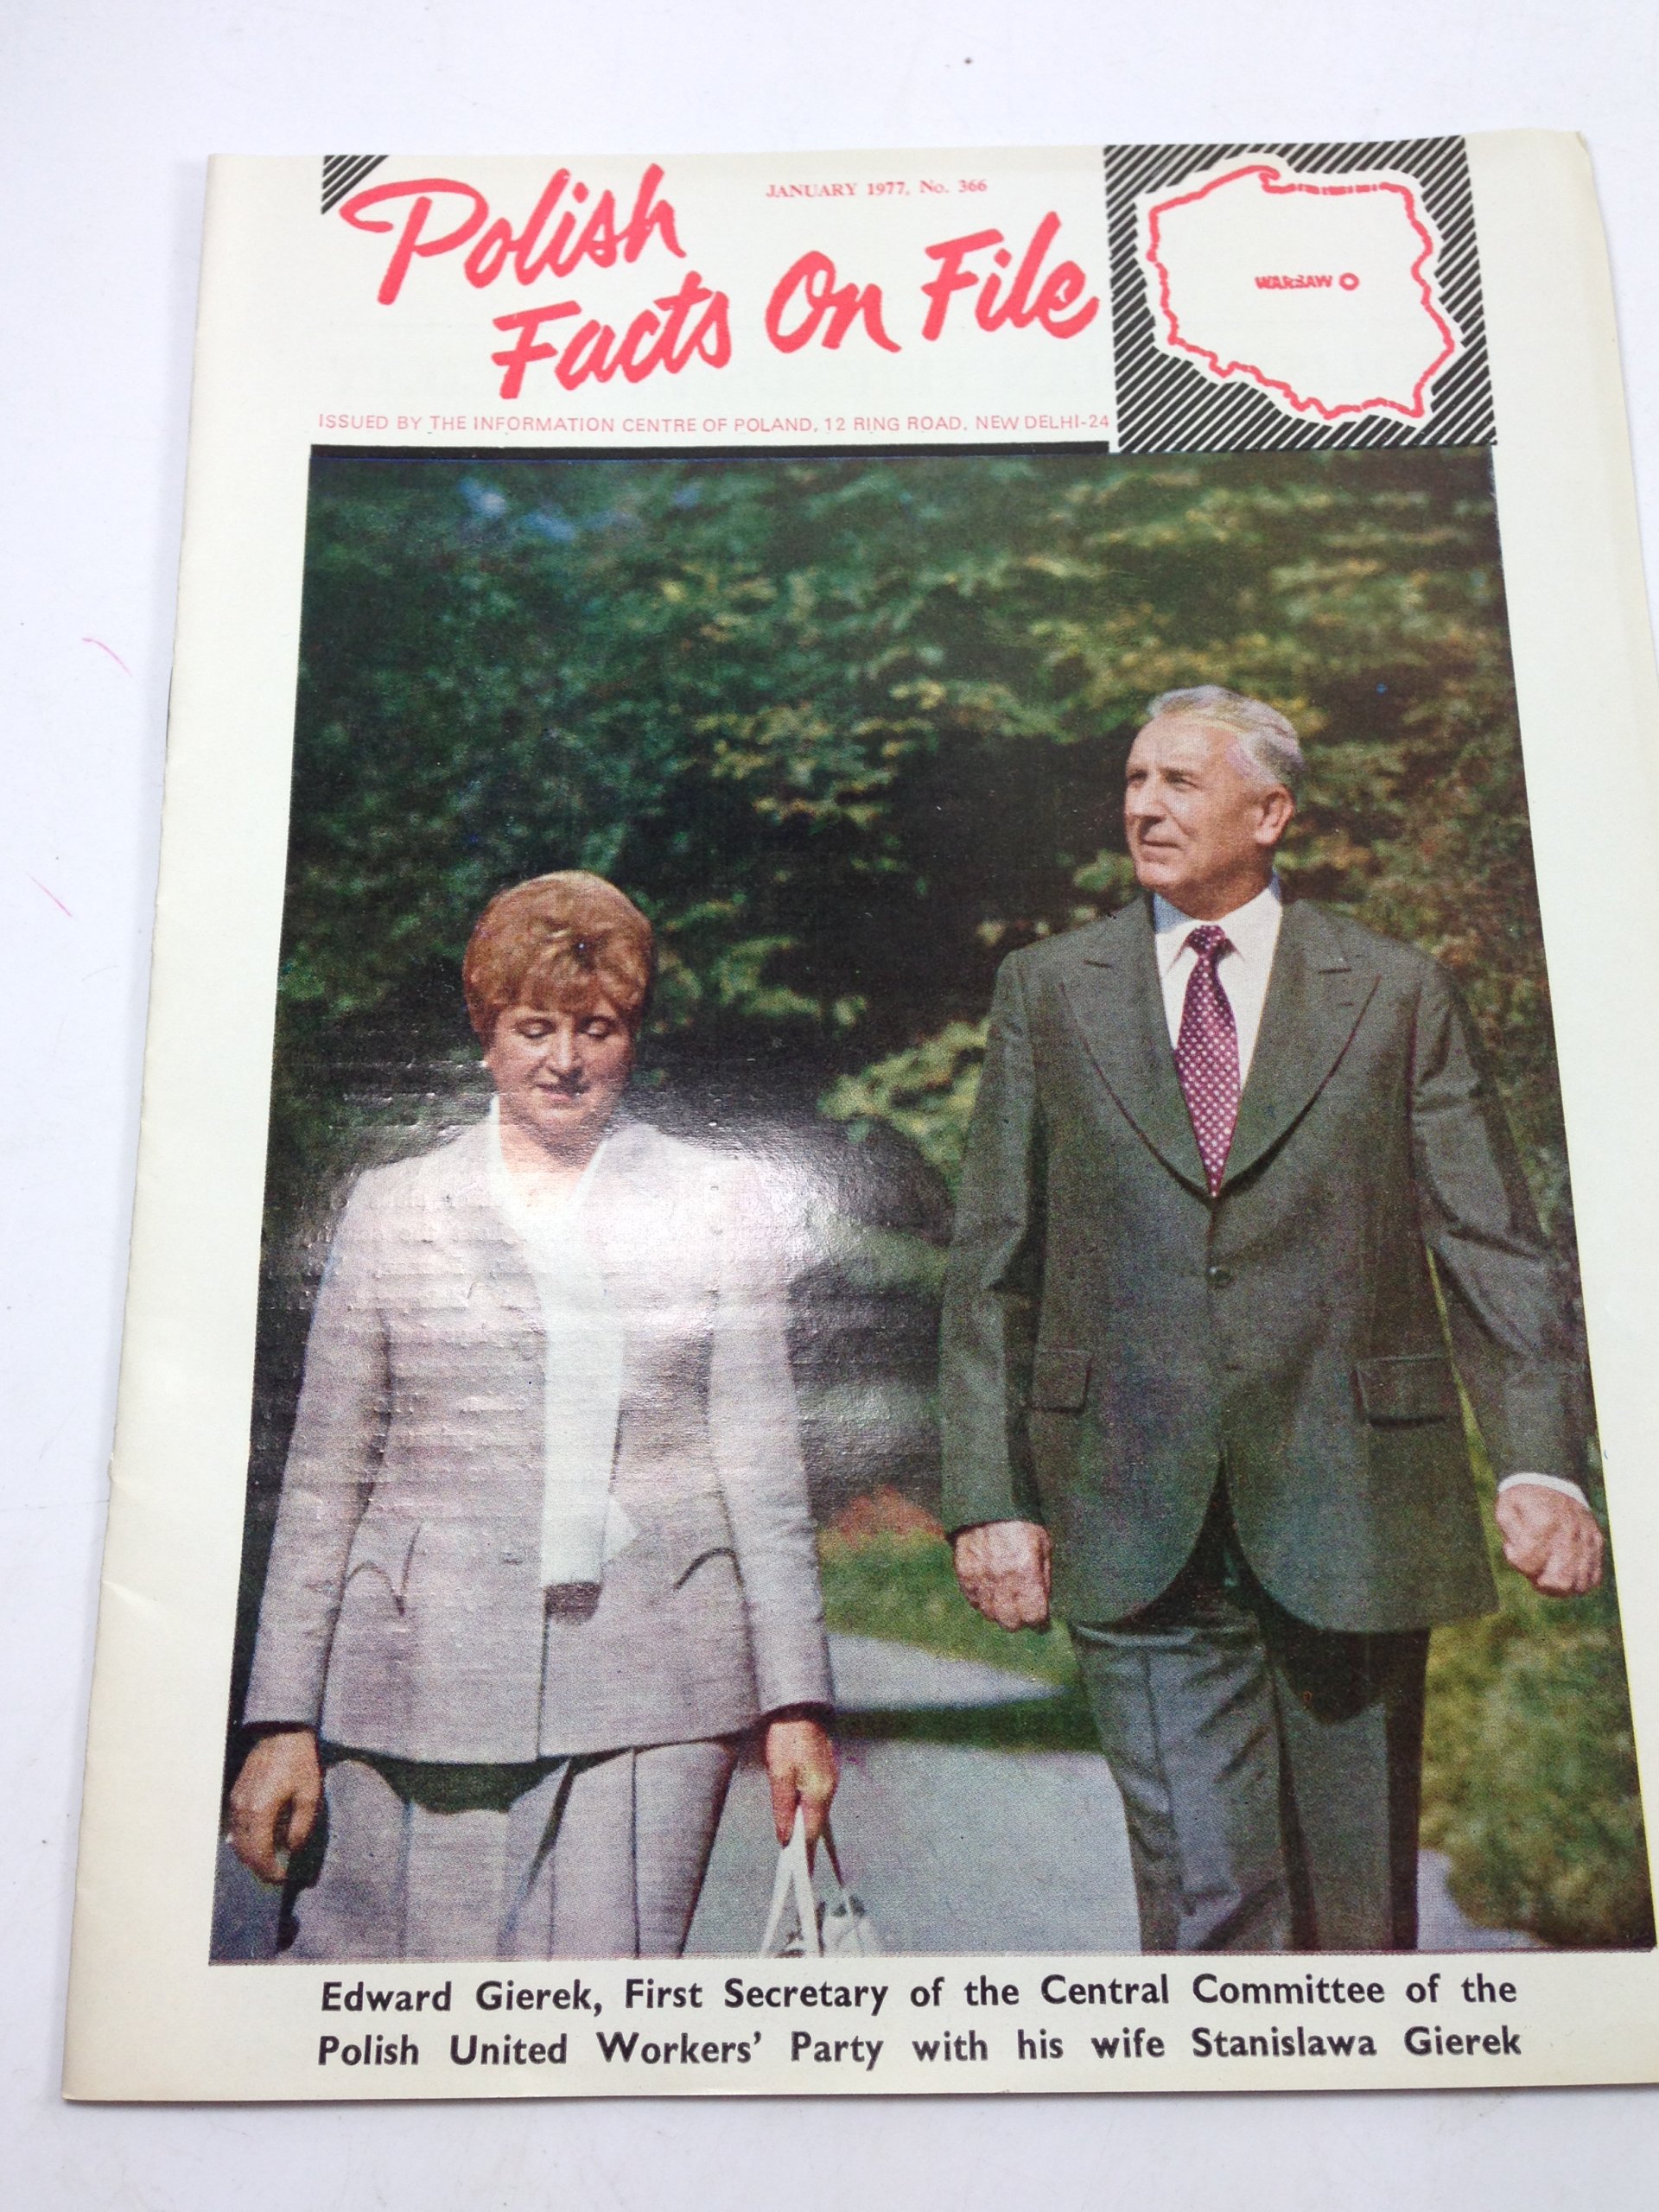 JANUARY 1977, No. 366
Polish
Facts On File
WARSAW
ISSUED BY THE INFORMATION CENTRE OF POLAND, 12 RING ROAD, NEW DELHI-24
Edward Gierek, First Secretary of the Central Committee of the
Polish United Workers' Party with his wife Stanislawa Gierek